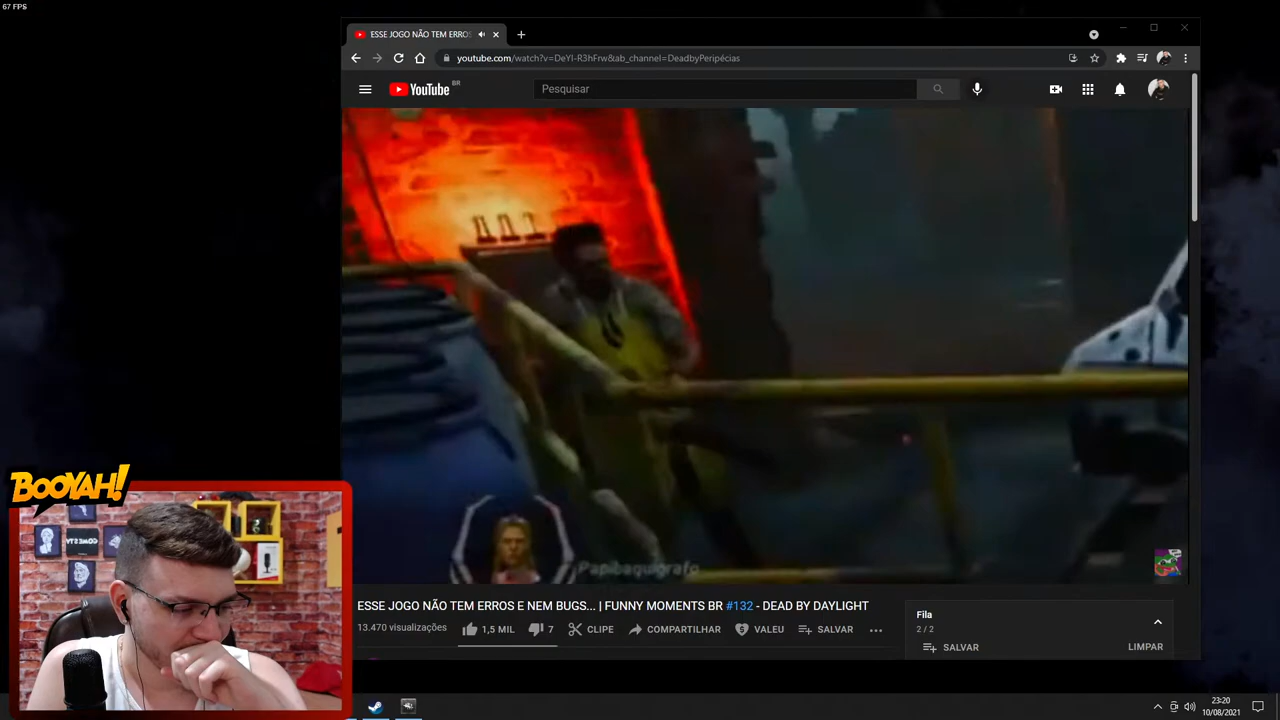 67 FPS
ESSE JOGO NÃO TEM ERROS
youtube.com/watch?v=DeYI-R3hFrw&ab_channel=DeadbyPeripécias
YouTube BR
Pesquisar
Papibaquígrafo
ESSE JOGO NÃO TEM ERROS E NEM BUGS... | FUNNY MOMENTS BR #132 - DEAD BY DAYLIGHT
13.470 visualizações
1,5 MIL
7
CLIPE
COMPARTILHAR
VALEU
SALVAR
Fila
2 / 2
SALVAR
LIMPAR
BOOYAH!
23:20
10/08/2021